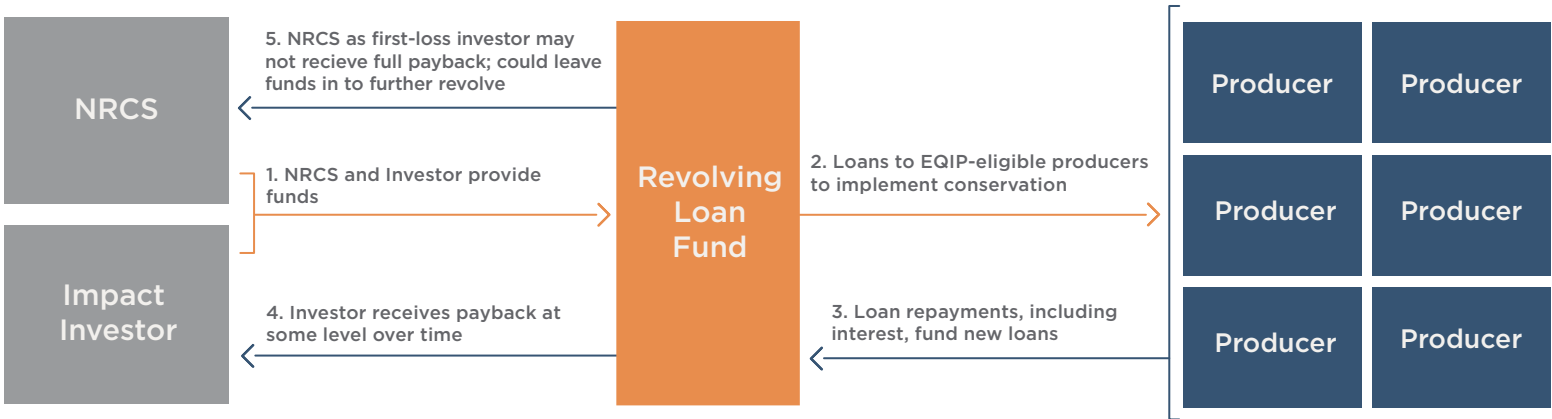 NRCS
Impact
Investor
5. NRCS as first-loss investor may
not recieve full payback; could leave
funds in to further revolve
1. NRCS and Investor provide
funds
4. Investor receives payback at
some level over time
Revolving
Loan
Fund
2. Loans to EQIP-eligible producers
to implement conservation
3. Loan repayments, including
interest, fund new loans
Producer
Producer
Producer
Producer
Producer
Producer